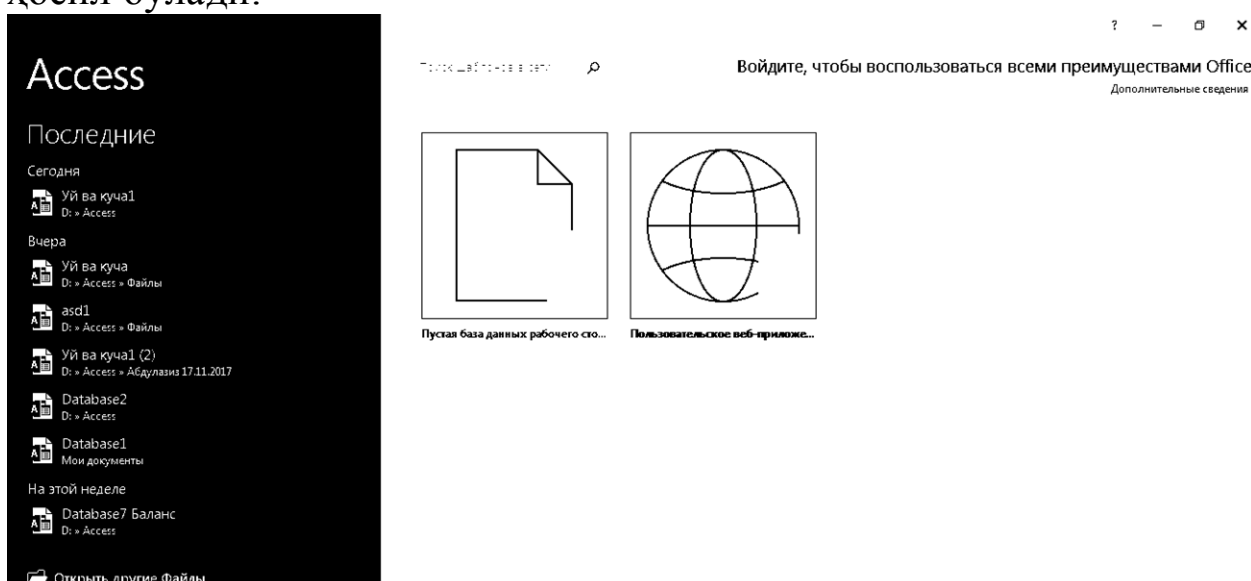 ҳосил бўлади:
? – ×
Access
Войдите, чтобы воспользоваться всеми преимуществами Office
Дополнительные сведения
Последние
Сегодня
Уй ва куча1
D: » Access
Вчера
Уй ва куча
D: » Access » Файлы
asd1
D: » Access » Файлы
Уй ва куча1 (2)
D: » Access » Абдулазиз 17.11.2017
Database2
D: » Access
Database1
Мои документы
На этой неделе
Database7 Баланс
D: » Access
Открыть другие Файлы
Пустая база данных рабочего сто...
Пользовательское веб-приложе...